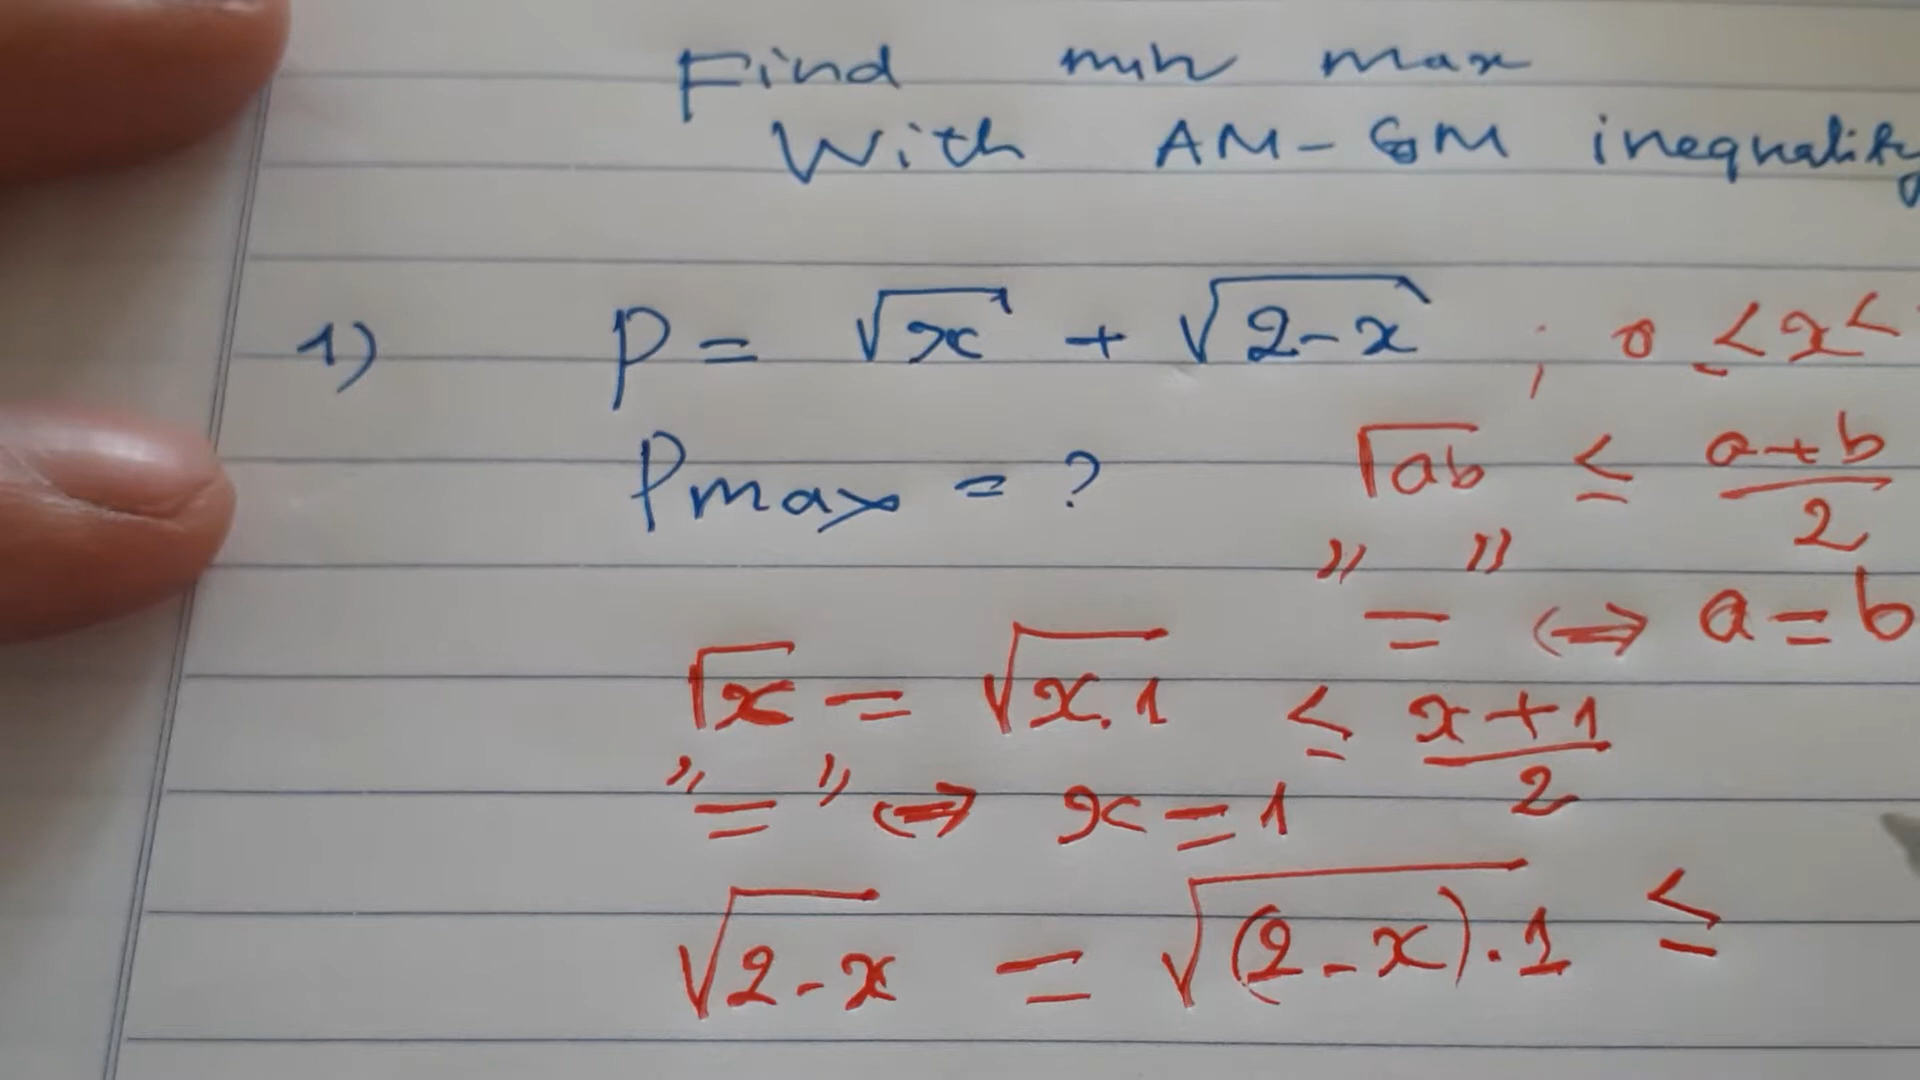 Find min max
With AM-GM inequality
1) P = √x + √(2-x) ; 0 ≤ x <
Pmax = ?
√ab ≤ (a+b)/2
" = " ⇔ a = b
√x = √(x.1) ≤ (x+1)/2
" = " ⇔ x = 1
√(2-x) = √((2-x).1) ≤